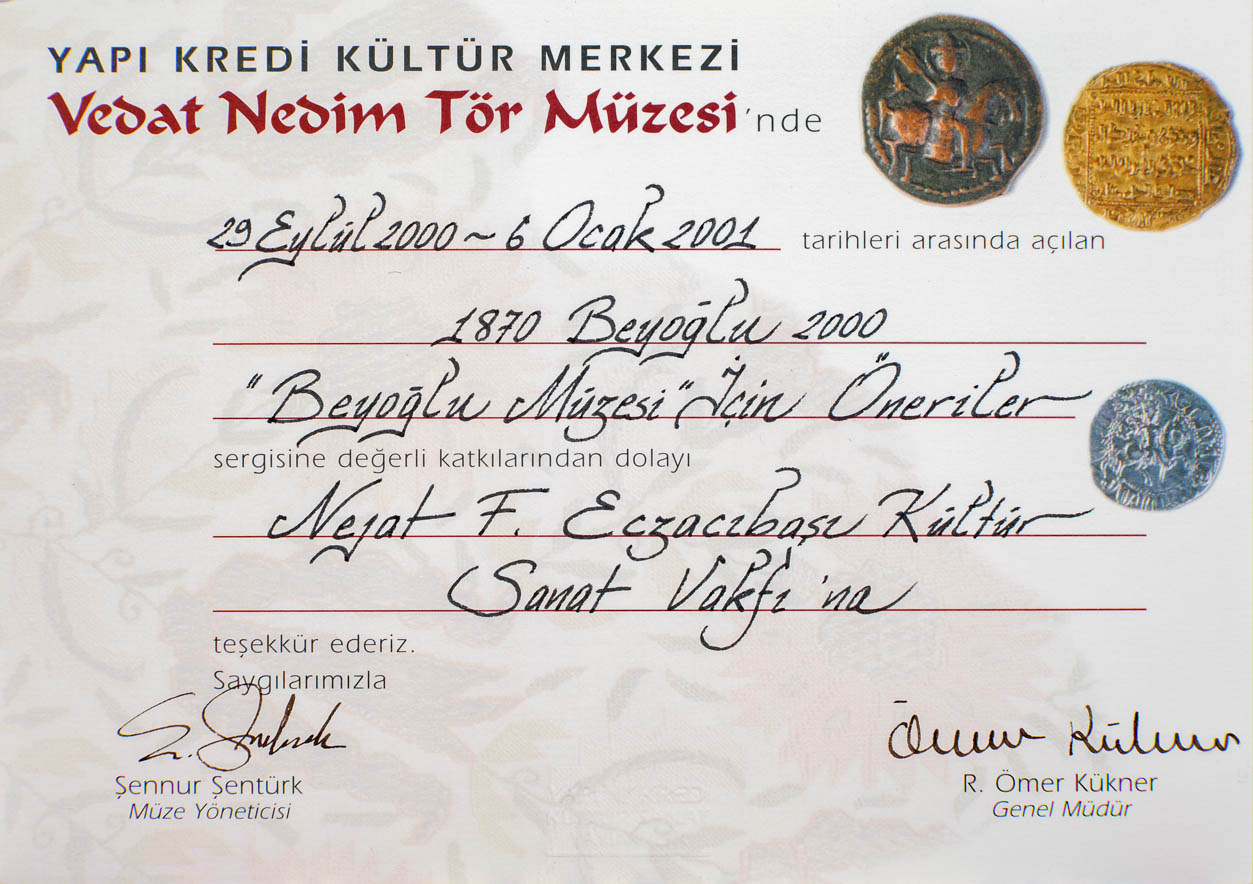 YAPI KREDİ KÜLTÜR MERKEZİ
Vedat Nedim Tör Müzesi'nde
29 Eylül 2000 ~ 6 Ocak 2001 tarihleri arasında açılan
1870 Beyoğlu 2000
"Beyoğlu Müzesi" İçin Öneriler
sergisine değerli katkılarından dolayı
Nejat F. Eczacıbaşı Kültür
Sanat Vakfı'na
teşekkür ederiz.
Saygılarımızla
Şennur Şentürk
Müze Yöneticisi
Ömer Kükner
R. Ömer Kükner
Genel Müdür